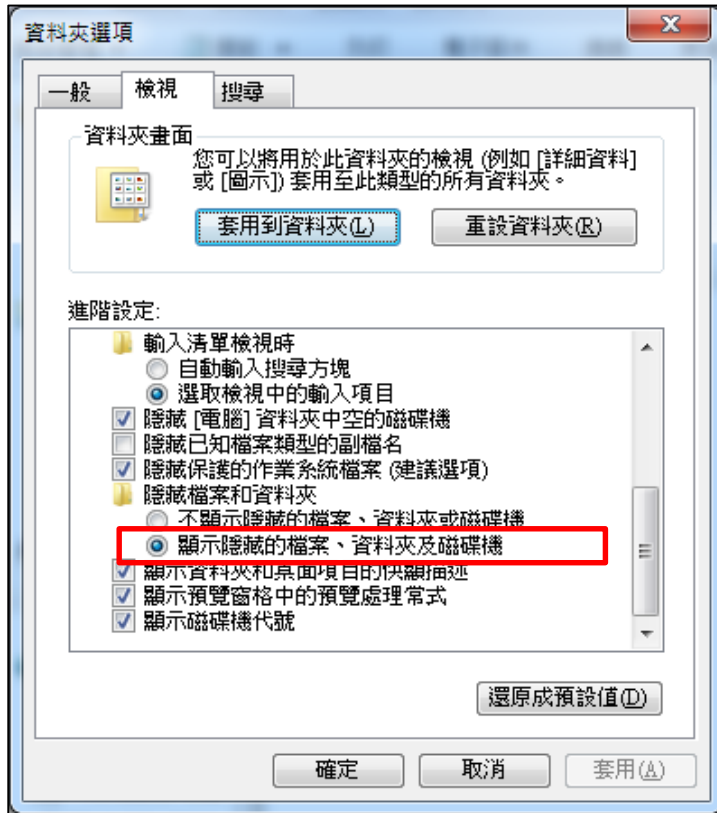 資料夾選項
一般
檢視
搜尋
資料夾畫面
您可以將用於此資料夾的檢視 (例如 [詳細資料]
或 [圖示]) 套用至此類型的所有資料夾。
套用到資料夾(L)
重設資料夾(R)
進階設定:
輸入清單檢視時
自動輸入搜尋方塊
選取檢視中的輸入項目
隱藏 [電腦] 資料夾中空的磁碟機
隱藏已知檔案類型的副檔名
隱藏保護的作業系統檔案 (建議選項)
隱藏檔案和資料夾
不顯示隱藏的檔案、資料夾或磁碟機
顯示隱藏的檔案、資料夾及磁碟機
顯示資料夾和桌面項目的快顯描述
顯示預覽窗格中的預覽處理常式
顯示磁碟機代號
還原成預設值(D)
確定
取消
套用(A)